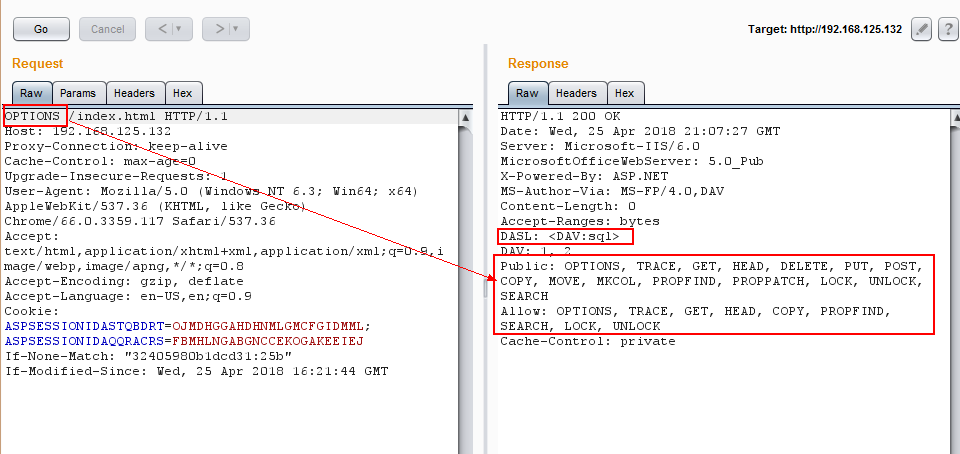 Go
Cancel
<
>
Target: http://192.168.125.132
?
Request
Raw
Params
Headers
Hex
OPTIONS /index.html HTTP/1.1
Host: 192.168.125.132
Proxy-Connection: keep-alive
Cache-Control: max-age=0
Upgrade-Insecure-Requests: 1
User-Agent: Mozilla/5.0 (Windows NT 6.3; Win64; x64)
AppleWebKit/537.36 (KHTML, like Gecko)
Chrome/66.0.3359.117 Safari/537.36
Accept:
text/html,application/xhtml+xml,application/xml;q=0.9,i
mage/webp,image/apng,*/*;q=0.8
Accept-Encoding: gzip, deflate
Accept-Language: en-US,en;q=0.9
Cookie:
ASPSESSIONIDASTQBDRT=OJMDHGGAHDHNMLGMCFGIDMML;
ASPSESSIONIDAQQRACRS=FBMHLNGABGNCCEKOGAKEEIEJ
If-None-Match: "32405980b1dcd31:25b"
If-Modified-Since: Wed, 25 Apr 2018 16:21:44 GMT
Response
Raw
Headers
Hex
HTTP/1.1 200 OK
Date: Wed, 25 Apr 2018 21:07:27 GMT
Server: Microsoft-IIS/6.0
MicrosoftOfficeWebServer: 5.0_Pub
X-Powered-By: ASP.NET
MS-Author-Via: MS-FP/4.0,DAV
Content-Length: 0
Accept-Ranges: bytes
DASL: <DAV:sql>
DAV: 1, 2
Public: OPTIONS, TRACE, GET, HEAD, DELETE, PUT, POST,
COPY, MOVE, MKCOL, PROPFIND, PROPPATCH, LOCK, UNLOCK,
SEARCH
Allow: OPTIONS, TRACE, GET, HEAD, COPY, PROPFIND,
SEARCH, LOCK, UNLOCK
Cache-Control: private